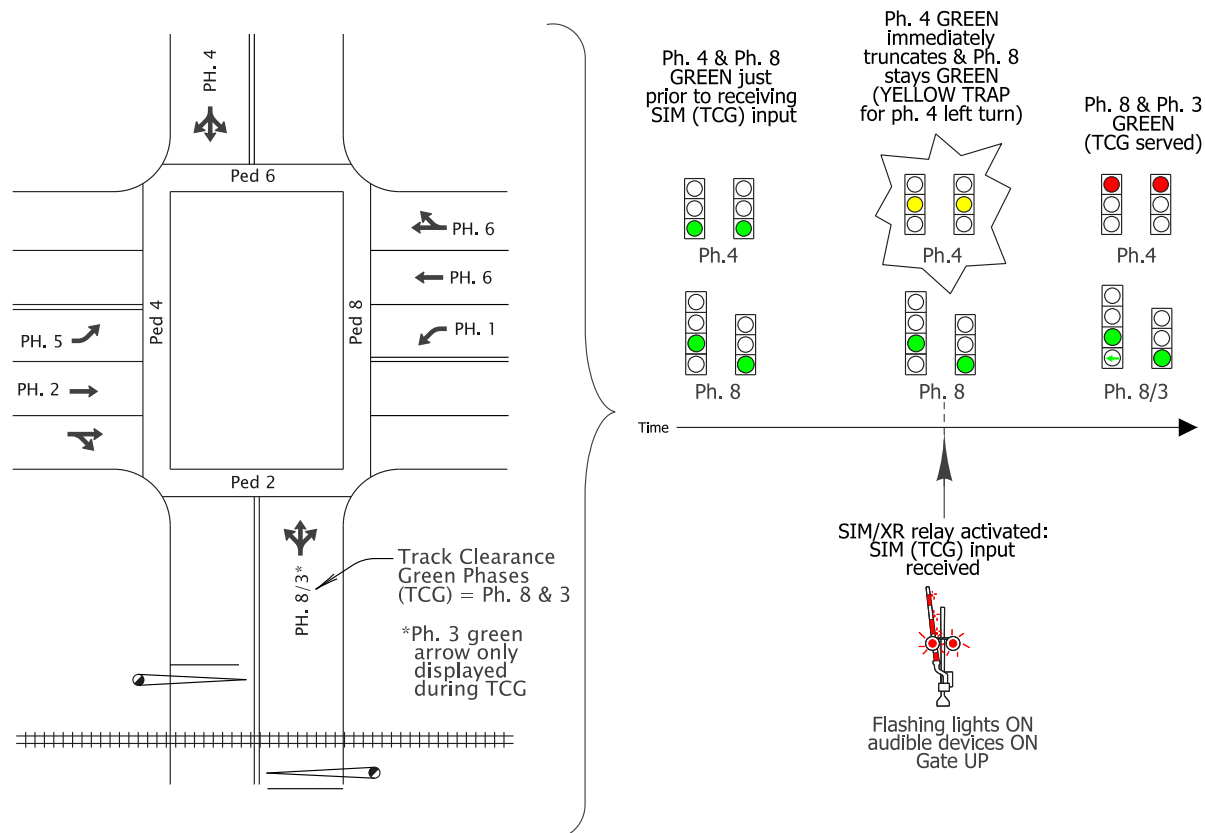 PH. 4
Ped 6
PH. 6
PH. 6
Ped 4
Ped 8
PH. 5
PH. 1
PH. 2
Ped 2
PH. 8/3*
Track Clearance
Green Phases
(TCG) = Ph. 8 & 3
*Ph. 3 green
arrow only
displayed
during TCG
Ph. 4 & Ph. 8
GREEN just
prior to receiving
SIM (TCG) input
Ph. 4 GREEN
immediately
truncates & Ph. 8
stays GREEN
(YELLOW TRAP
for ph. 4 left turn)
Ph. 8 & Ph. 3
GREEN
(TCG served)
Ph.4
Ph.4
Ph.4
Ph. 8
Ph. 8
Ph. 8/3
Time
SIM/XR relay activated:
SIM (TCG) input
received
Flashing lights ON
audible devices ON
Gate UP